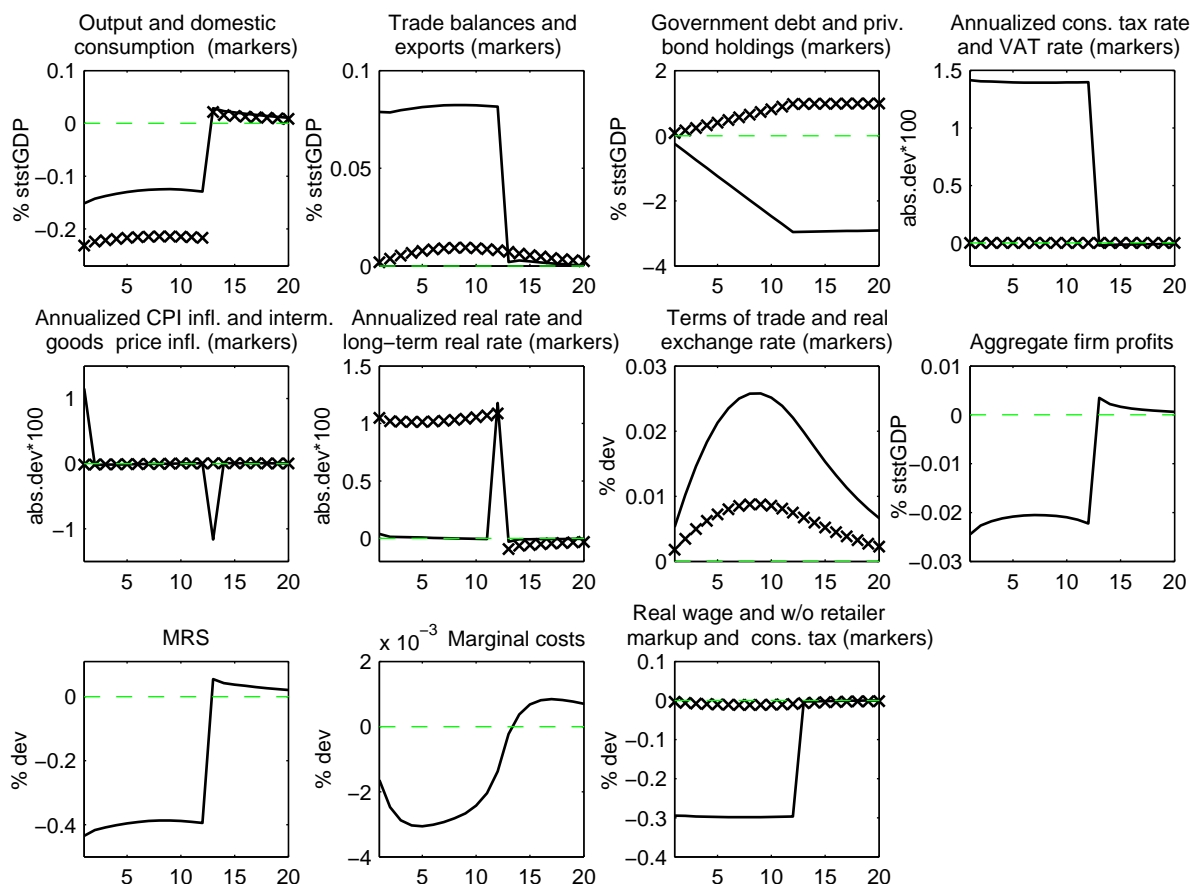 Output and domestic
consumption (markers)
% ststGDP
0.1
0
−0.1
−0.2
5 10 15 20
Trade balances and
exports (markers)
% ststGDP
0.1
0.05
0
5 10 15 20
Government debt and priv.
bond holdings (markers)
% ststGDP
2
0
−2
−4
5 10 15 20
Annualized cons. tax rate
and VAT rate (markers)
abs.dev*100
1.5
1
0.5
0
5 10 15 20
Annualized CPI infl. and interm.
goods price infl. (markers)
abs.dev*100
1
0
−1
5 10 15 20
Annualized real rate and
long−term real rate (markers)
abs.dev*100
1.5
1
0.5
0
5 10 15 20
Terms of trade and real
exchange rate (markers)
% dev
0.03
0.02
0.01
0
5 10 15 20
Aggregate firm profits
% ststGDP
0.01
0
−0.01
−0.02
−0.03
5 10 15 20
MRS
% dev
0
−0.2
−0.4
5 10 15 20
x 10−3 Marginal costs
% dev
2
0
−2
−4
5 10 15 20
Real wage and w/o retailer
markup and cons. tax (markers)
% dev
0.1
0
−0.1
−0.2
−0.3
−0.4
5 10 15 20